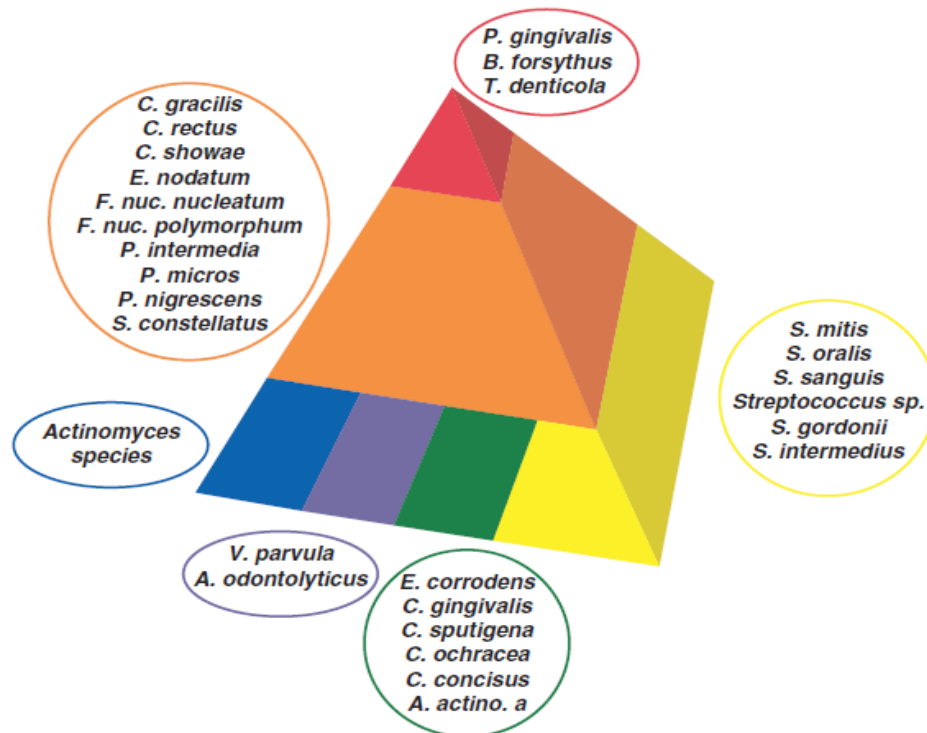 P. gingivalis
B. forsythus
T. denticola
C. gracilis
C. rectus
C. showae
E. nodatum
F. nuc. nucleatum
F. nuc. polymorphum
P. intermedia
P. micros
P. nigrescens
S. constellatus
S. mitis
S. oralis
S. sanguis
Streptococcus sp.
S. gordonii
S. intermedius
Actinomyces
species
V. parvula
A. odontolyticus
E. corrodens
C. gingivalis
C. sputigena
C. ochracea
C. concisus
A. actino. a